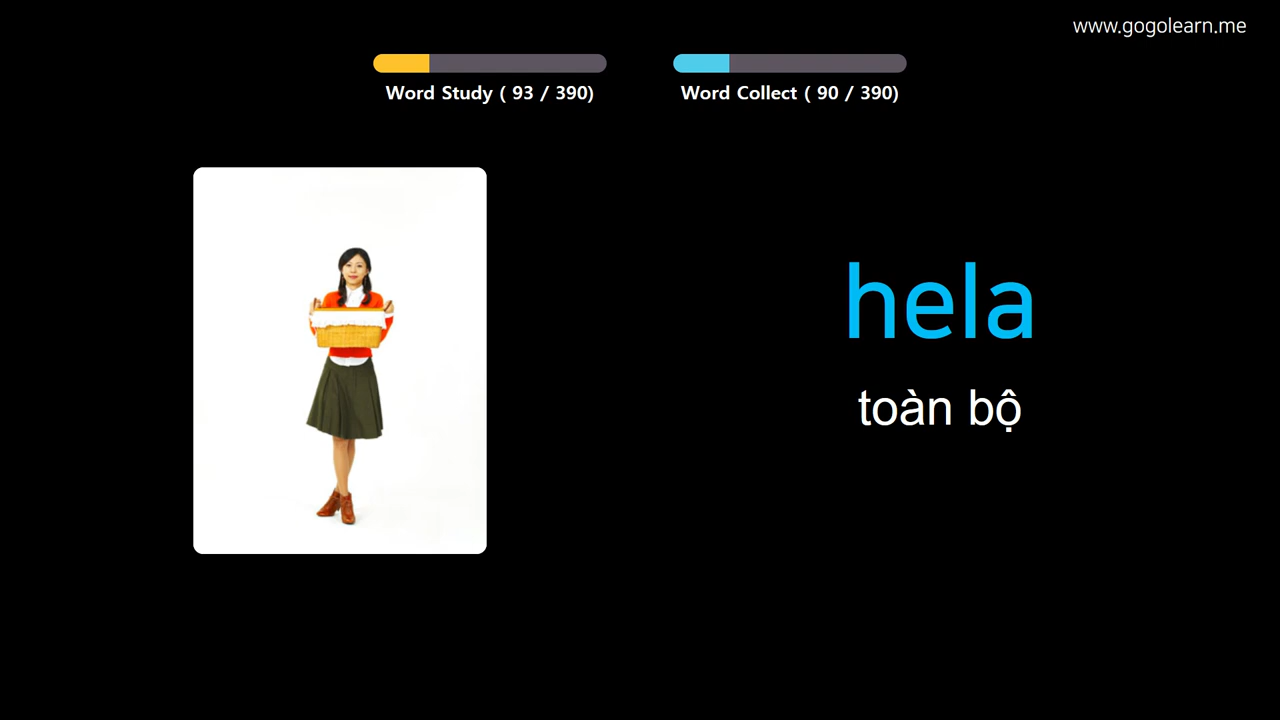 www.gogolearn.me
Word Study ( 93 / 390)
Word Collect ( 90 / 390)
hela
toàn bộ